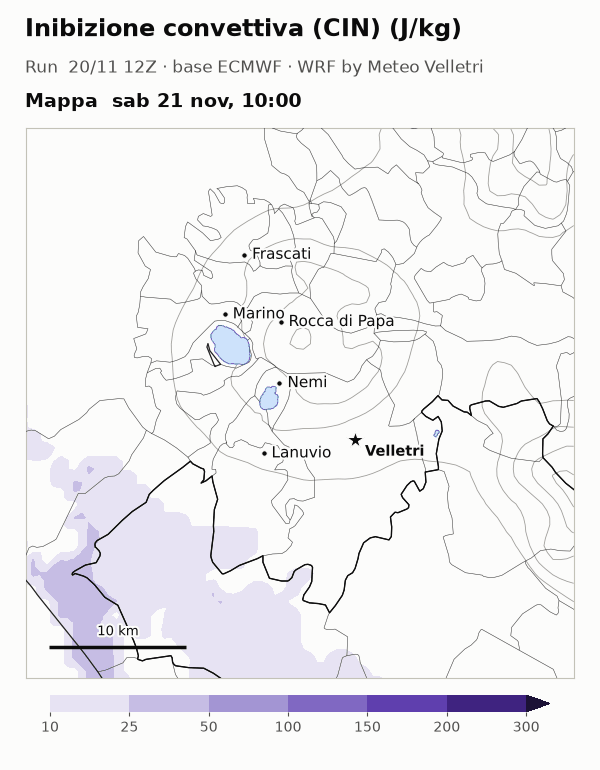 Inibizione convettiva (CIN) (J/kg)
Run  20/11 12Z · base ECMWF · WRF by Meteo Velletri
Mappa  sab 21 nov, 10:00
Frascati
Marino
Rocca di Papa
Nemi
Lanuvio
Velletri
10 km
10 25 50 100 150 200 300